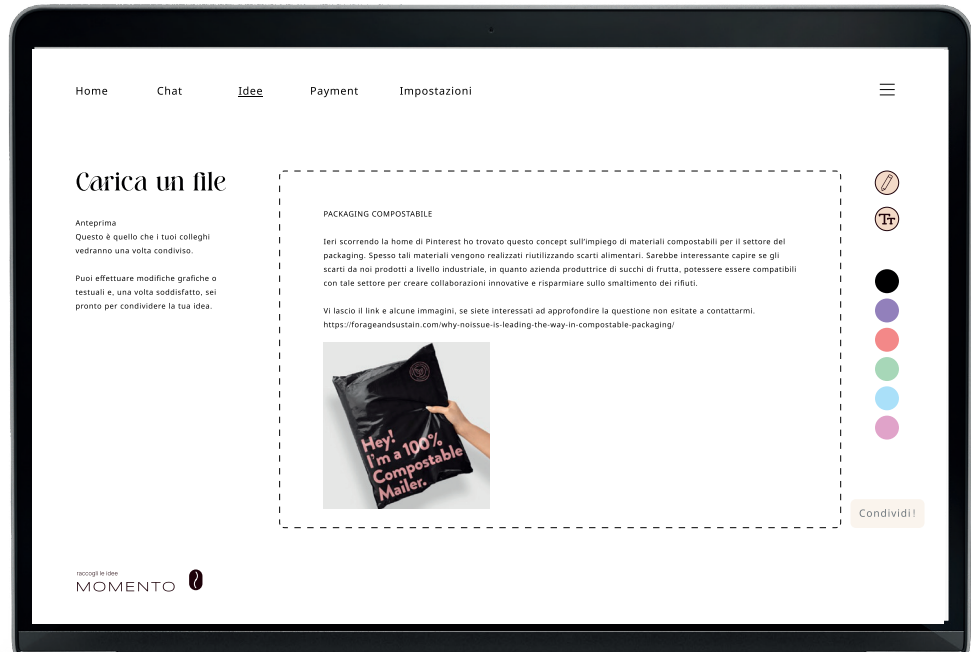 Home Chat Idee Payment Impostazioni
Carica un file
Anteprima
Questo è quello che i tuoi colleghi
vedranno una volta condiviso.
Puoi effettuare modifiche grafiche o
testuali e, una volta soddisfatto, sei
pronto per condividere la tua idea.
PACKAGING COMPOSTABILE
Ieri scorrendo la home di Pinterest ho trovato questo concept sull'impiego di materiali compostabili per il settore del
packaging. Spesso tali materiali vengono realizzati riutilizzando scarti alimentari. Sarebbe interessante capire se gli
scarti da noi prodotti a livello industriale, in quanto azienda produttrice di succhi di frutta, potessere essere compatibili
con tale settore per creare collaborazioni innovative e risparmiare sullo smaltimento dei rifiuti.
Vi lascio il link e alcune immagini, se siete interessati ad approfondire la questione non esitate a contattarmi.
https://forageandsustain.com/why-noissue-is-leading-the-way-in-compostable-packaging/
Hey!
I'm a 100%
Compostable
Mailer.
TT
Condividi!
raccogli le idee
MOMENTO